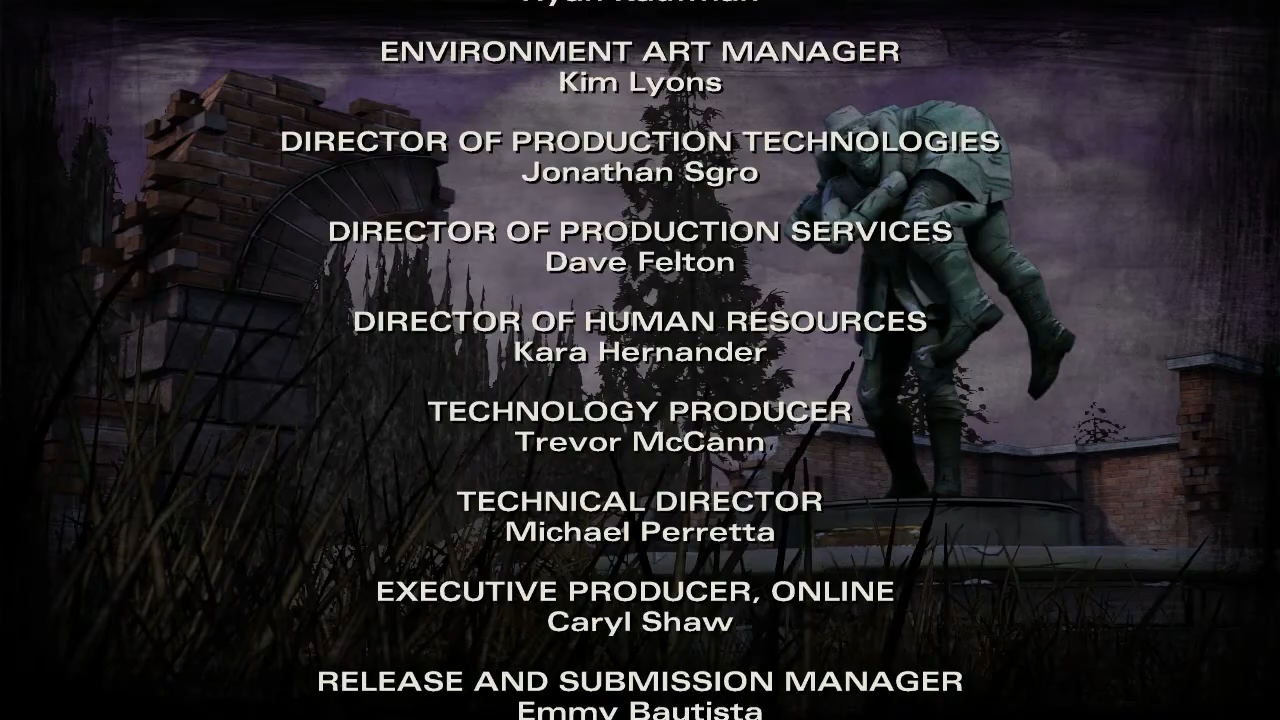 ENVIRONMENT ART MANAGER
Kim Lyons
DIRECTOR OF PRODUCTION TECHNOLOGIES
Jonathan Sgro
DIRECTOR OF PRODUCTION SERVICES
Dave Felton
DIRECTOR OF HUMAN RESOURCES
Kara Hernander
TECHNOLOGY PRODUCER
Trevor McCann
TECHNICAL DIRECTOR
Michael Perretta
EXECUTIVE PRODUCER, ONLINE
Caryl Shaw
RELEASE AND SUBMISSION MANAGER
Emmy Bautista